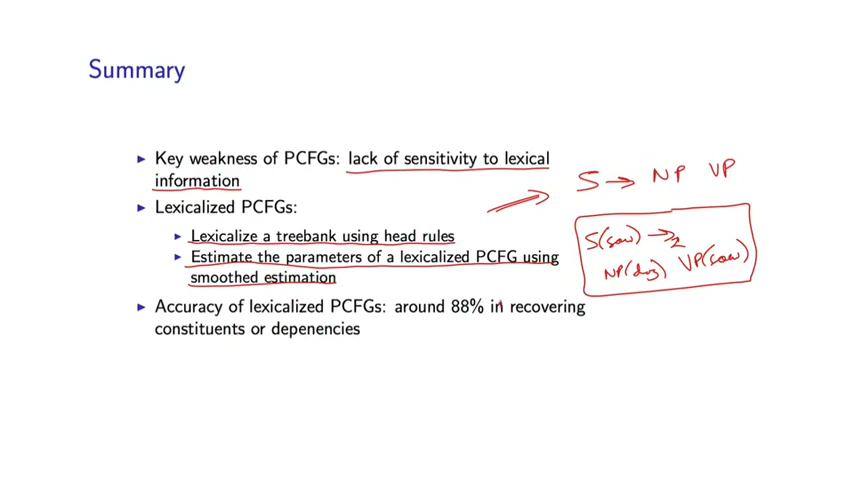 Summary
Key weakness of PCFGs: lack of sensitivity to lexical
information
S → NP VP
Lexicalized PCFGs:
Lexicalize a treebank using head rules
S(saw) →2
Estimate the parameters of a lexicalized PCFG using
NP(dog) VP(saw)
smoothed estimation
Accuracy of lexicalized PCFGs: around 88% in recovering
constituents or depenencies